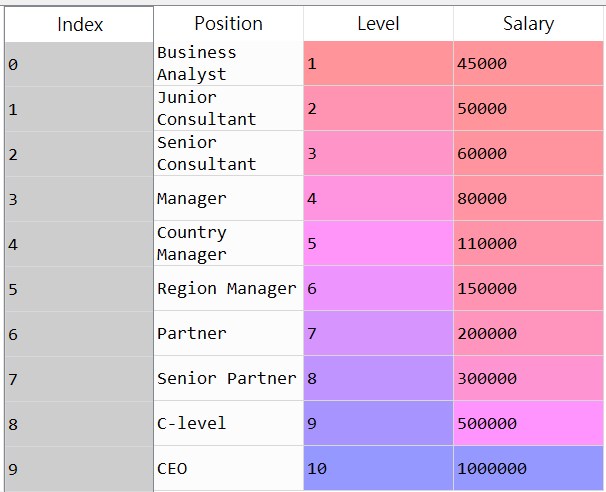 Index Position Level Salary
0 Business Analyst 1 45000
1 Junior Consultant 2 50000
2 Senior Consultant 3 60000
3 Manager 4 80000
4 Country Manager 5 110000
5 Region Manager 6 150000
6 Partner 7 200000
7 Senior Partner 8 300000
8 C-level 9 500000
9 CEO 10 1000000